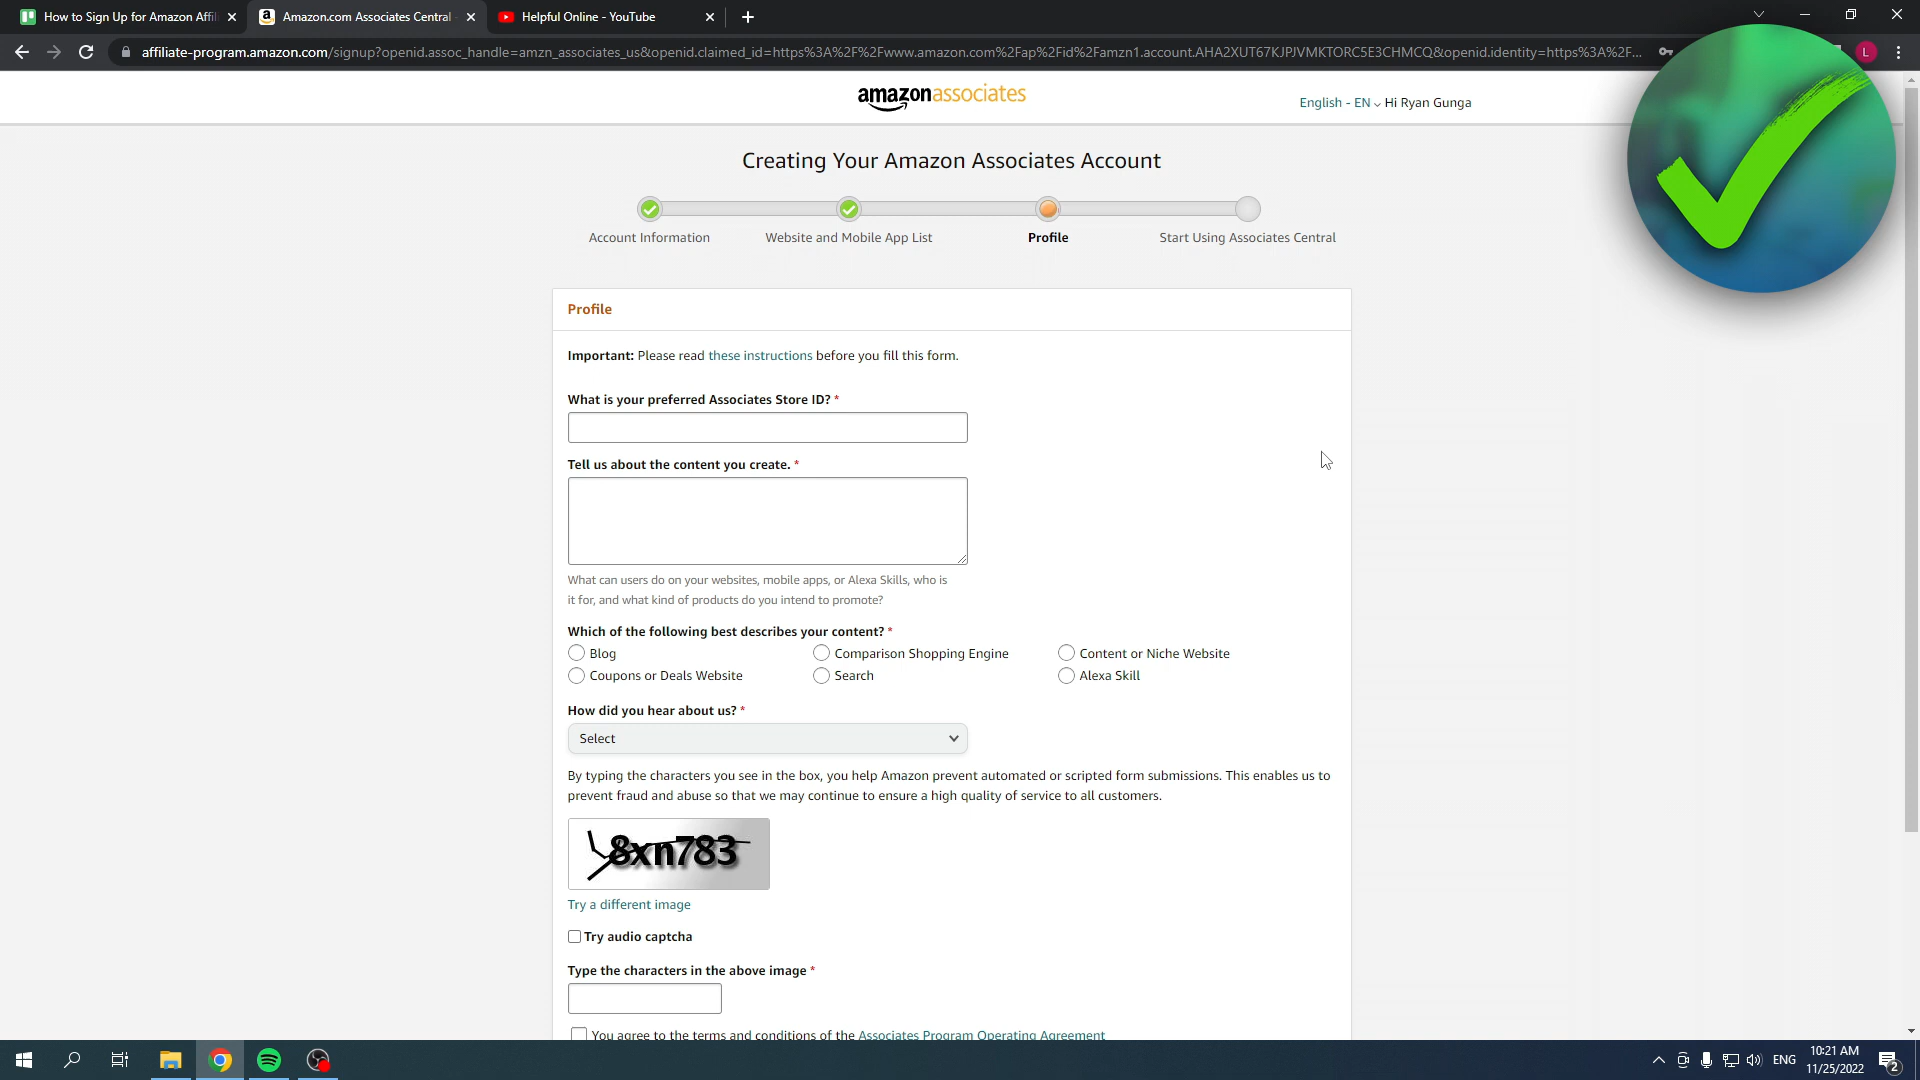 How to Sign Up for Amazon Affil
Amazon.com Associates Central
Helpful Online - YouTube
affiliate-program.amazon.com/signup?openid.assoc_handle=amzn_associates_us&openid.claimed_id=https%3A%2F%2Fwww.amazon.com%2Fap%2Fid%2Famzn1.account.AHA2XUT67KJPJVMKTORC5E3CHMCQ&openid.identity=https%3A%2F...
L
amazonassociates
English - EN Hi Ryan Gunga
Creating Your Amazon Associates Account
Account Information
Website and Mobile App List
Profile
Start Using Associates Central
Profile
Important: Please read these instructions before you fill this form.
What is your preferred Associates Store ID? *
Tell us about the content you create. *
What can users do on your websites, mobile apps, or Alexa Skills, who is
it for, and what kind of products do you intend to promote?
Which of the following best describes your content? *
Blog
Comparison Shopping Engine
Content or Niche Website
Coupons or Deals Website
Search
Alexa Skill
How did you hear about us? *
Select
By typing the characters you see in the box, you help Amazon prevent automated or scripted form submissions. This enables us to
prevent fraud and abuse so that we may continue to ensure a high quality of service to all customers.
8xn783
Try a different image
Try audio captcha
Type the characters in the above image *
You agree to the terms and conditions of the Associates Program Operating Agreement
ENG
10:21 AM
11/25/2022
2